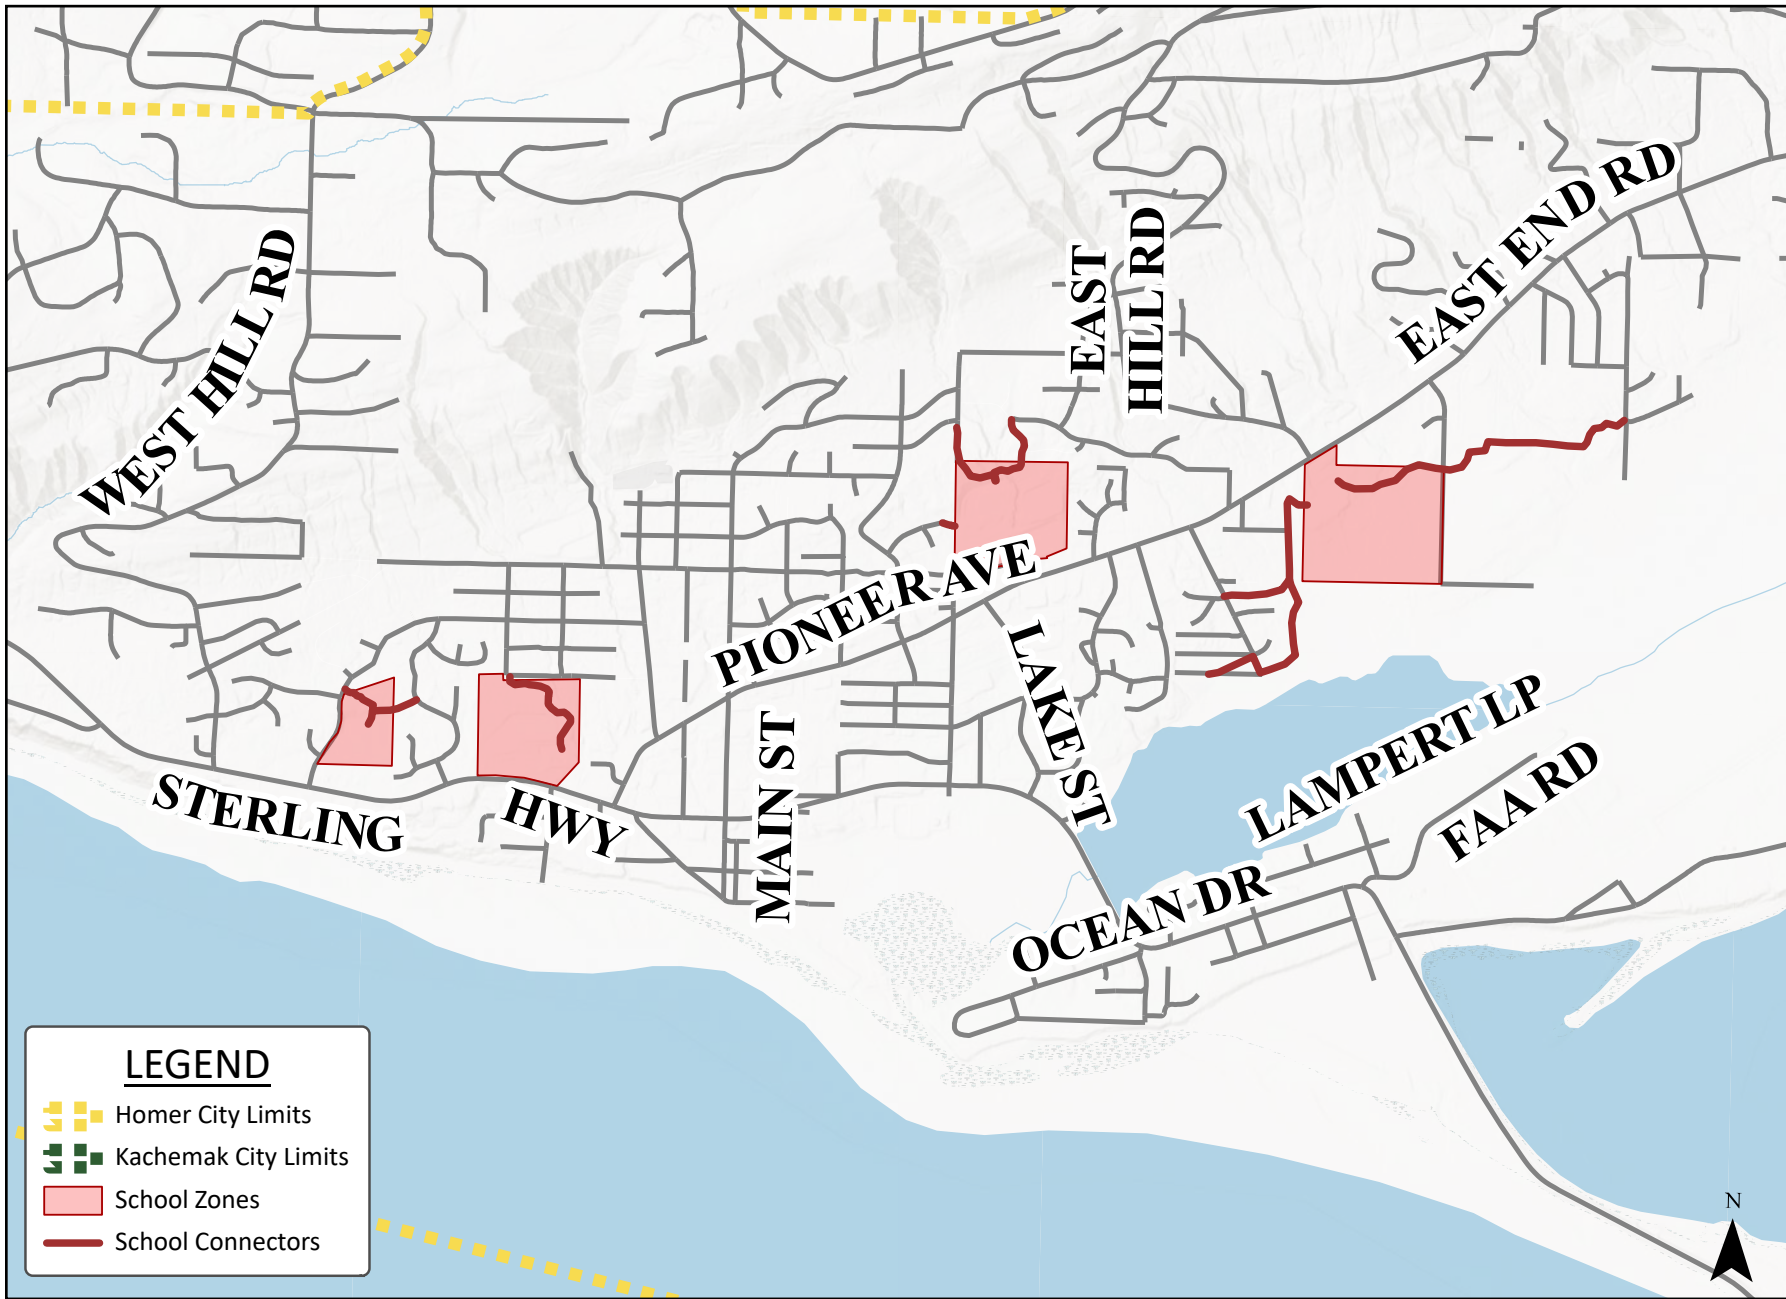 EAST END RD
EAST
HILL RD
WEST HILL RD
PIONEER AVE
LAKE ST
LAMPERT LP
MAIN ST
FAA RD
STERLING
HWY
OCEAN DR
LEGEND
Homer City Limits
Kachemak City Limits
School Zones
School Connectors
N